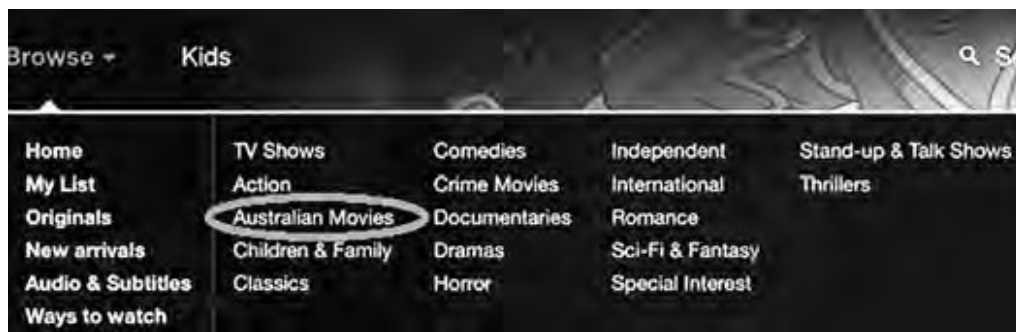 Browse Kids
Home TV Shows Comedies Independent Stand-up & Talk Shows
My List Action Crime Movies International Thrillers
Originals Australian Movies Documentaries Romance
New arrivals Children & Family Dramas Sci-Fi & Fantasy
Audio & Subtitles Classics Horror Special Interest
Ways to watch